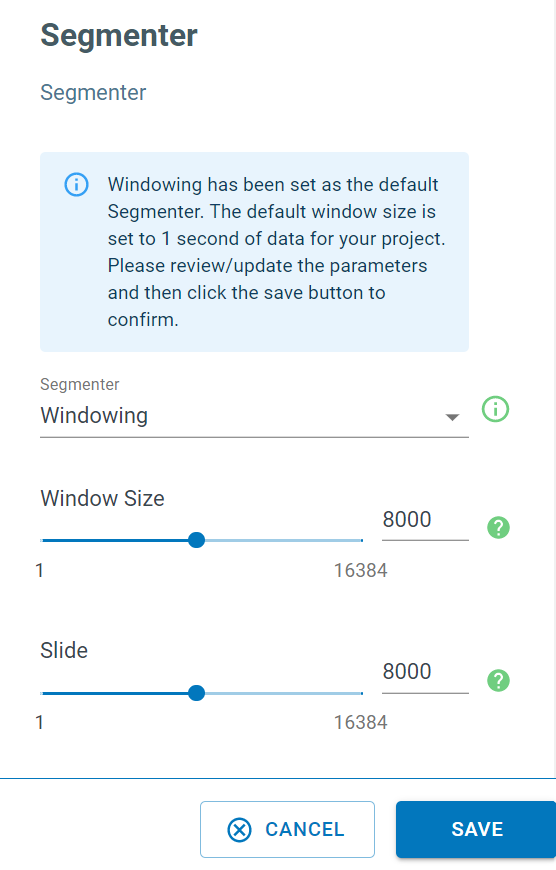 Segmenter
Segmenter
Windowing has been set as the default
Segmenter. The default window size is
set to 1 second of data for your project.
Please review/update the parameters
and then click the save button to
confirm.
Segmenter
Windowing
Window Size
8000
1
16384
Slide
8000
1
16384
CANCEL
SAVE